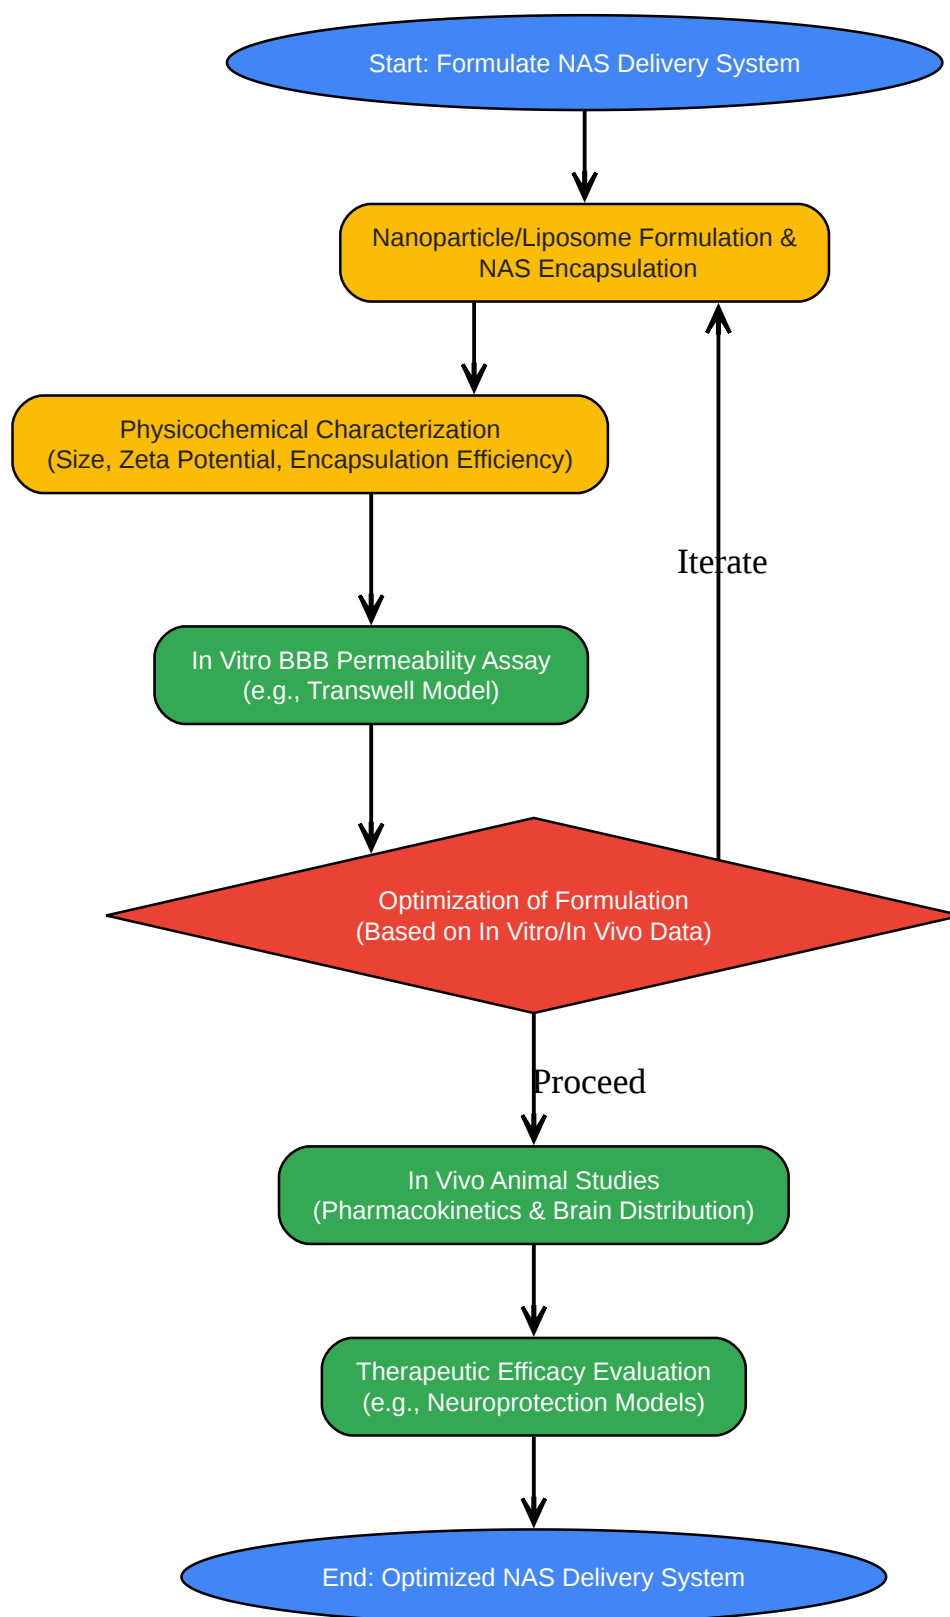 Start: Formulate NAS Delivery System
Nanoparticle/Liposome Formulation &
NAS Encapsulation
Physicochemical Characterization
(Size, Zeta Potential, Encapsulation Efficiency)
Iterate
In Vitro BBB Permeability Assay
(e.g., Transwell Model)
Optimization of Formulation
(Based on In Vitro/In Vivo Data)
Proceed
In Vivo Animal Studies
(Pharmacokinetics & Brain Distribution)
Therapeutic Efficacy Evaluation
(e.g., Neuroprotection Models)
End: Optimized NAS Delivery System